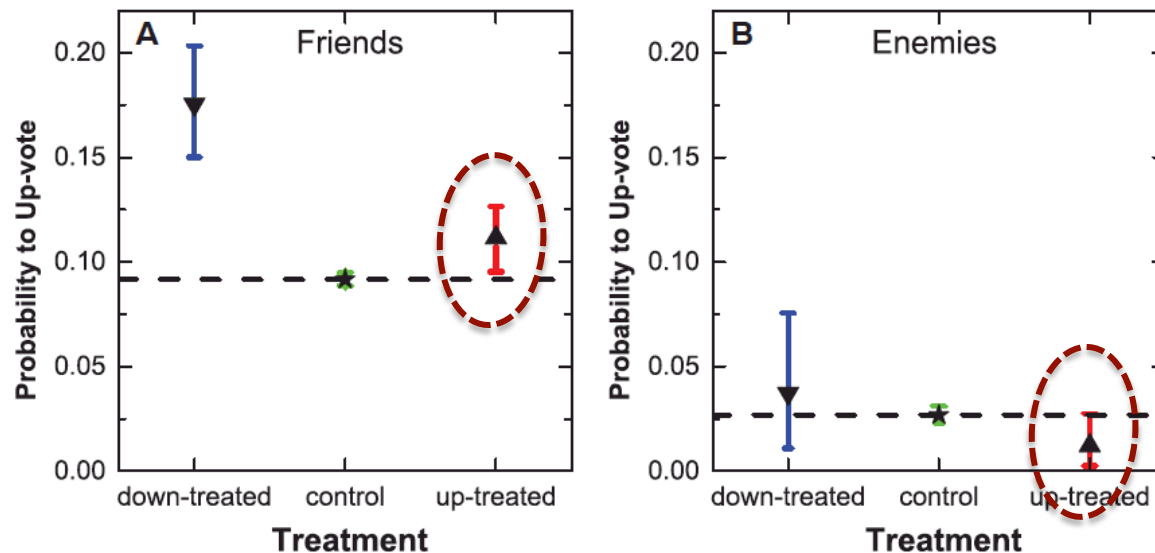 A
Friends
Probability to Up-vote
0.20
0.15
0.10
0.05
0.00
down-treated control up-treated
Treatment
B
Enemies
Probability to Up-vote
0.20
0.15
0.10
0.05
0.00
down-treated control up-treated
Treatment